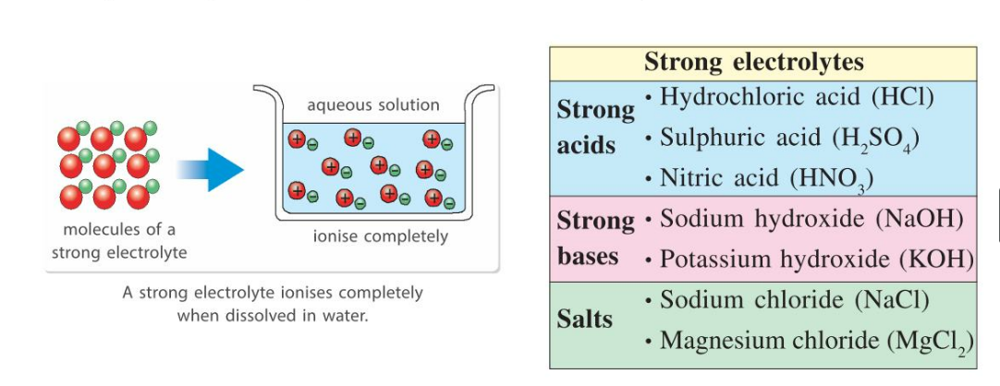 aqueous solution
molecules of a
strong electrolyte
ionise completely
A strong electrolyte ionises completely
when dissolved in water.
Strong electrolytes
Strong acids
• Hydrochloric acid (HCl)
• Sulphuric acid (H₂SO₄)
• Nitric acid (HNO₃)
Strong bases
• Sodium hydroxide (NaOH)
• Potassium hydroxide (KOH)
Salts
• Sodium chloride (NaCl)
• Magnesium chloride (MgCl₂)